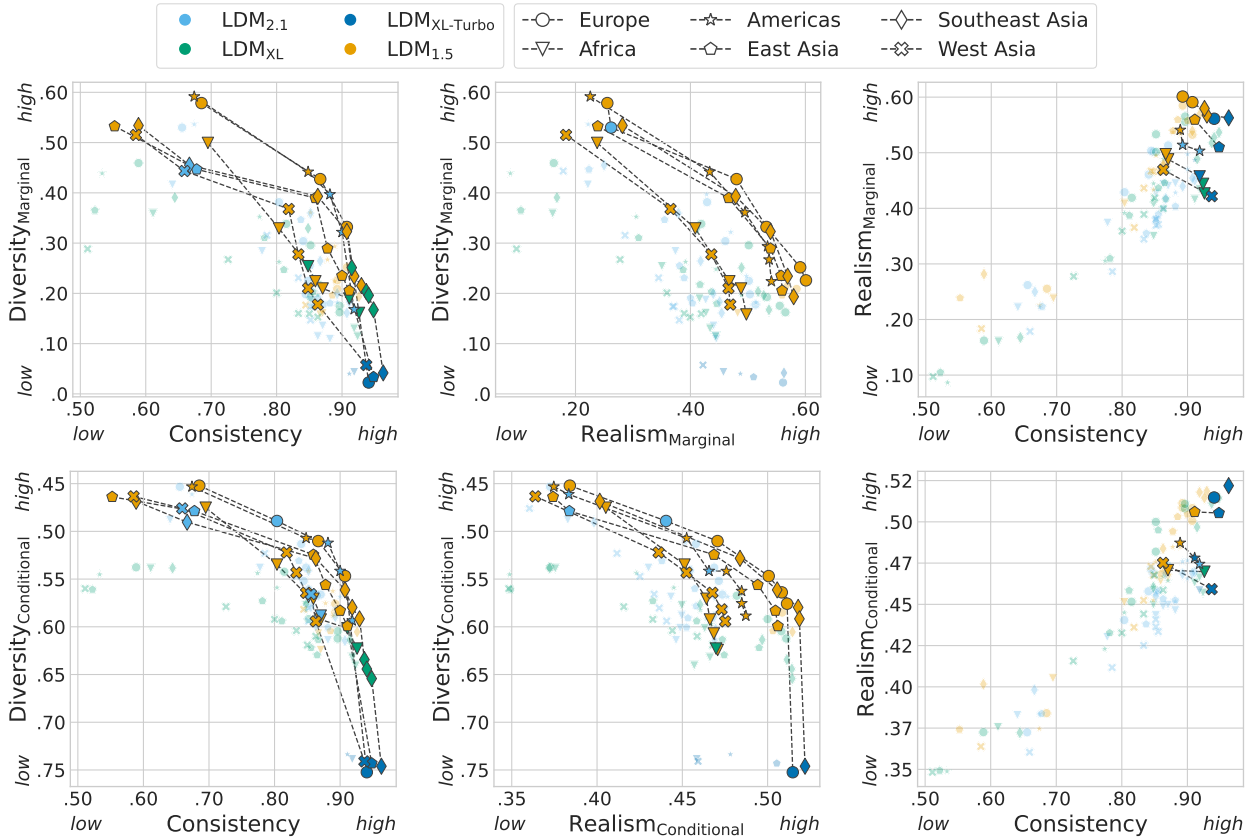 LDM2.1 LDMXL-Turbo Europe Americas Southeast Asia
LDMXL LDM1.5 Africa East Asia West Asia
DiversityMarginal
low
high
.60
.50
.40
.30
.20
.10
.0
.50 .60 .70 .80 .90
low Consistency high
DiversityMarginal
low
high
.60
.50
.40
.30
.20
.10
.0
.20 .40 .60
low RealismMarginal high
RealismMarginal
low
high
.60
.50
.40
.30
.20
.10
.50 .60 .70 .80 .90
low Consistency high
DiversityConditional
low
high
.45
.50
.55
.60
.65
.70
.75
.50 .60 .70 .80 .90
low Consistency high
DiversityConditional
low
high
.45
.50
.55
.60
.65
.70
.75
.35 .40 .45 .50
low RealismConditional high
RealismConditional
low
high
.52
.50
.47
.45
.42
.40
.37
.35
.50 .60 .70 .80 .90
low Consistency high